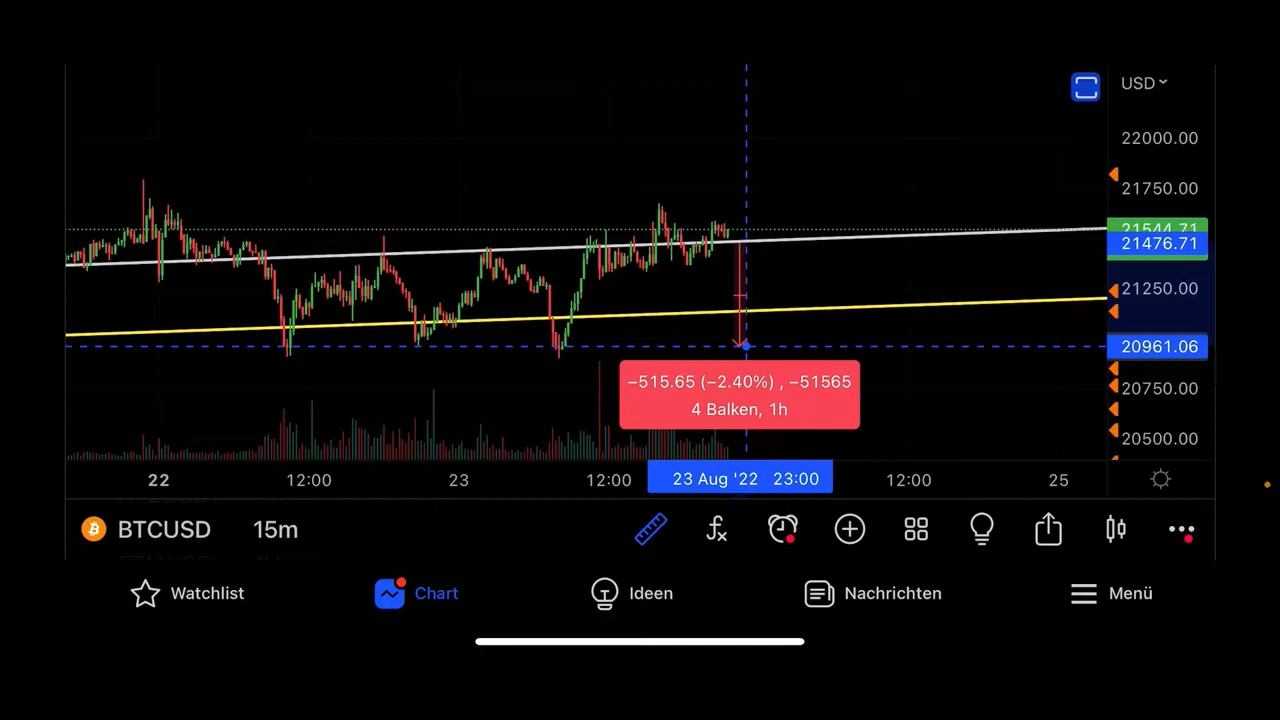 USD
22000.00
21750.00
21544.71
21476.71
21250.00
20961.06
−515.65 (−2.40%) , −51565
4 Balken, 1h
20750.00
20500.00
22 12:00 23 12:00 23 Aug '22 23:00 12:00 25
BTCUSD 15m
Watchlist Chart Ideen Nachrichten Menü